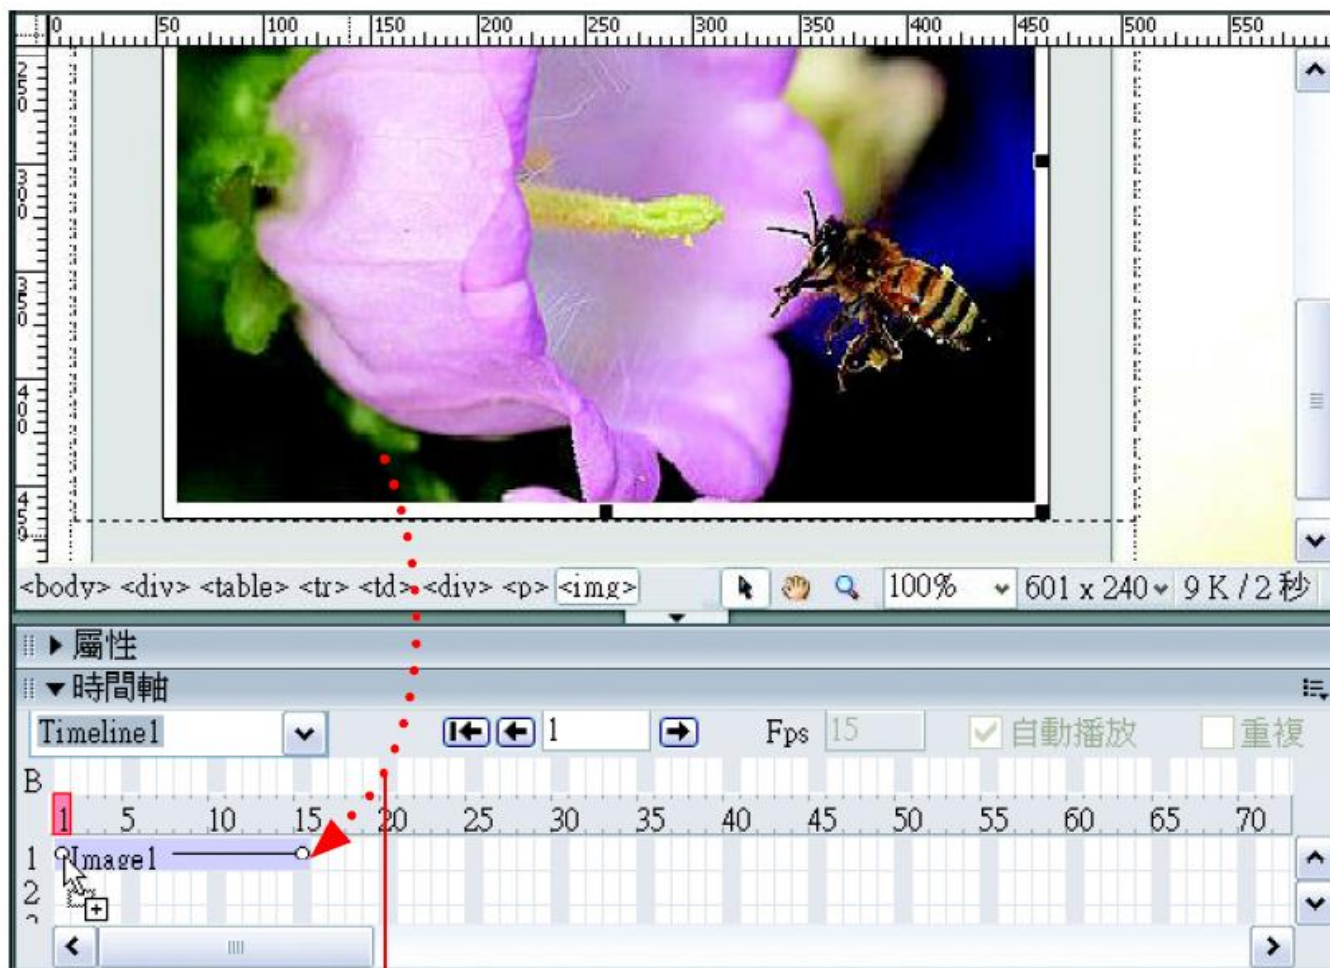 0 50 100 150 200 250 300 350 400 450 500 550
250
300
350
400
450
<body> <div> <table> <tr> <td> <div> <p> <img> 100% 601 x 240 9 K / 2 秒
屬性
時間軸
Timeline1 1 Fps 15 自動播放 重複
B
1 5 10 15 20 25 30 35 40 45 50 55 60 65 70
1 Image1
2